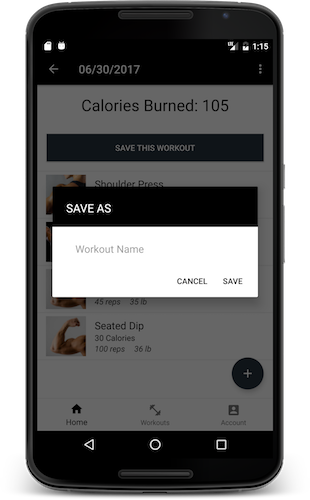 LTE 1:15
06/30/2017
Calories Burned: 105
SAVE THIS WORKOUT
Shoulder Press
SAVE AS
Workout Name
CANCEL SAVE
45 reps 35 lb
Seated Dip
30 Calories
100 reps 36 lb
+
Home Workouts Account